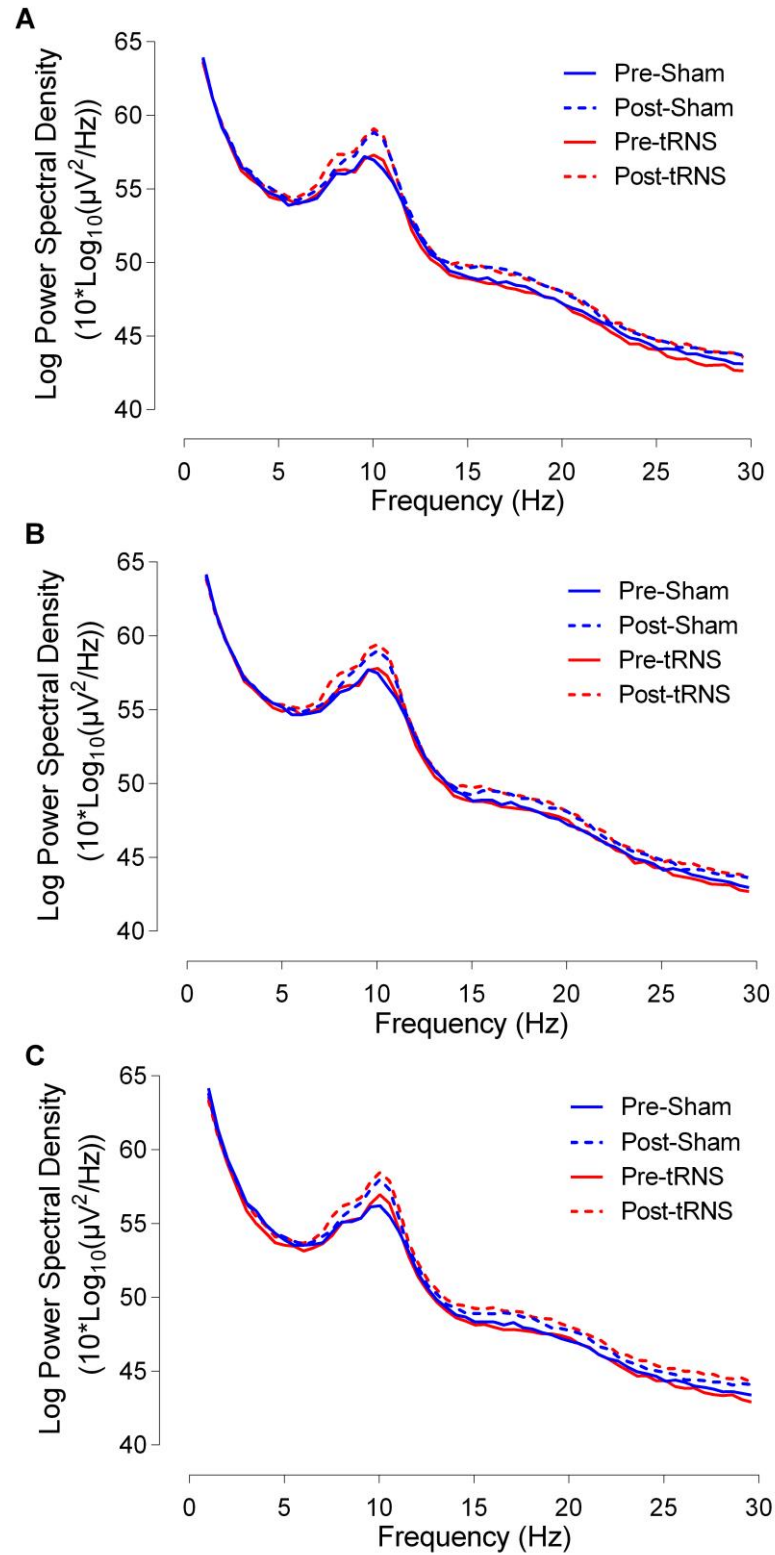 A
Log Power Spectral Density
(10*Log10(µV²/Hz))
65
60
55
50
45
40
Pre-Sham
Post-Sham
Pre-tRNS
Post-tRNS
0 5 10 15 20 25 30
Frequency (Hz)
B
Log Power Spectral Density
(10*Log10(µV²/Hz))
65
60
55
50
45
40
Pre-Sham
Post-Sham
Pre-tRNS
Post-tRNS
0 5 10 15 20 25 30
Frequency (Hz)
C
Log Power Spectral Density
(10*Log10(µV²/Hz))
65
60
55
50
45
40
Pre-Sham
Post-Sham
Pre-tRNS
Post-tRNS
0 5 10 15 20 25 30
Frequency (Hz)